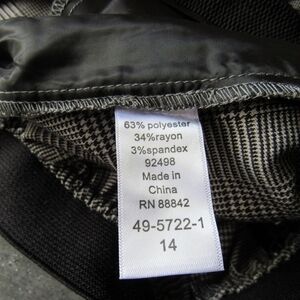 63% polyester
34%rayon
3%spandex
92498
Made in
China
RN 88842
49-5722-1
14